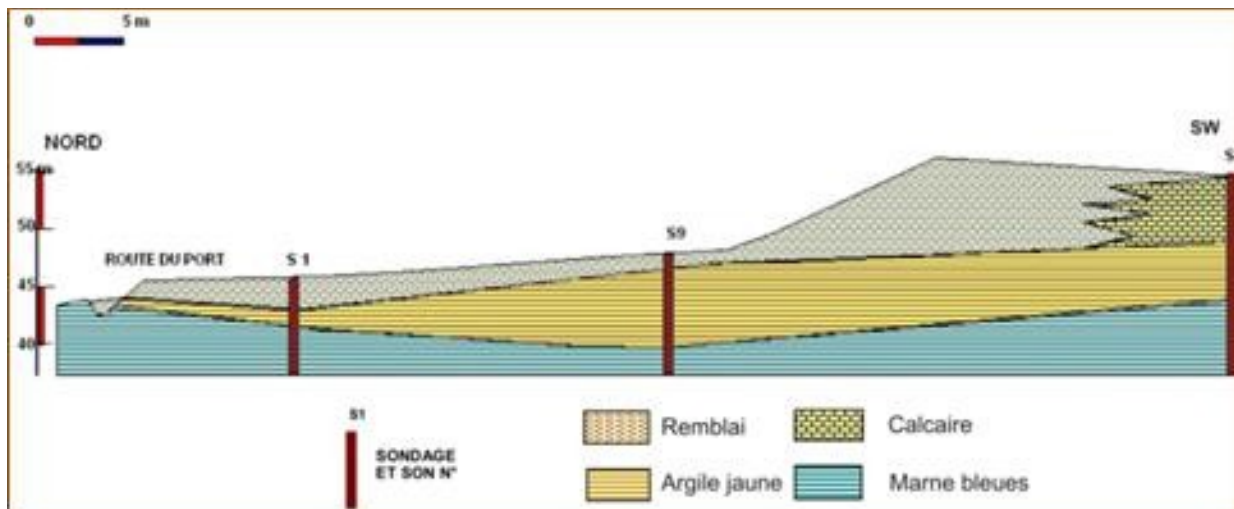 0 5 m
NORD
SW
55 m
S
50
S9
ROUTE DU PORT
S 1
45
40
S1
SONDAGE
ET SON N°
Remblai
Calcaire
Argile jaune
Marne bleues